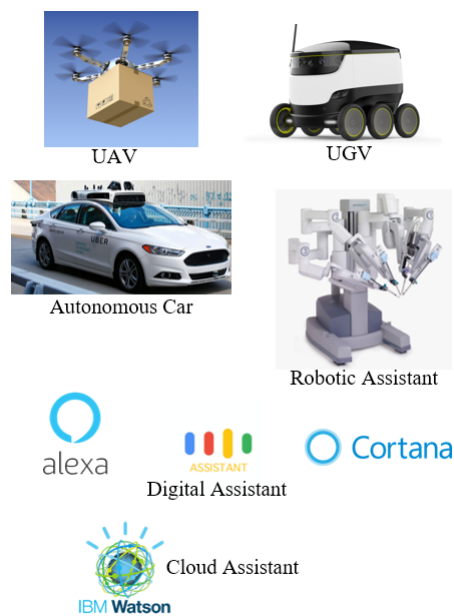 UAV
UGV
UBER
Autonomous Car
Robotic Assistant
alexa
ASSISTANT
Cortana
Digital Assistant
Cloud Assistant
IBM Watson